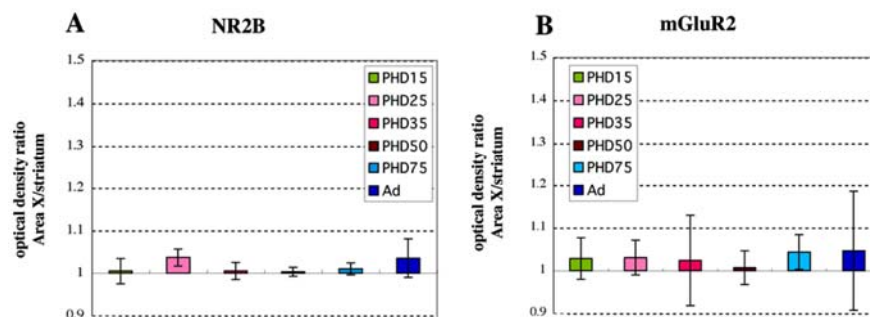 A
NR2B
optical density ratio
Area X/striatum
1.5
1.4
1.3
1.2
1.1
1
0.9
PHD15
PHD25
PHD35
PHD50
PHD75
Ad
B
mGluR2
optical density ratio
Area X/striatum
1.5
1.4
1.3
1.2
1.1
1
0.9
PHD15
PHD25
PHD35
PHD50
PHD75
Ad